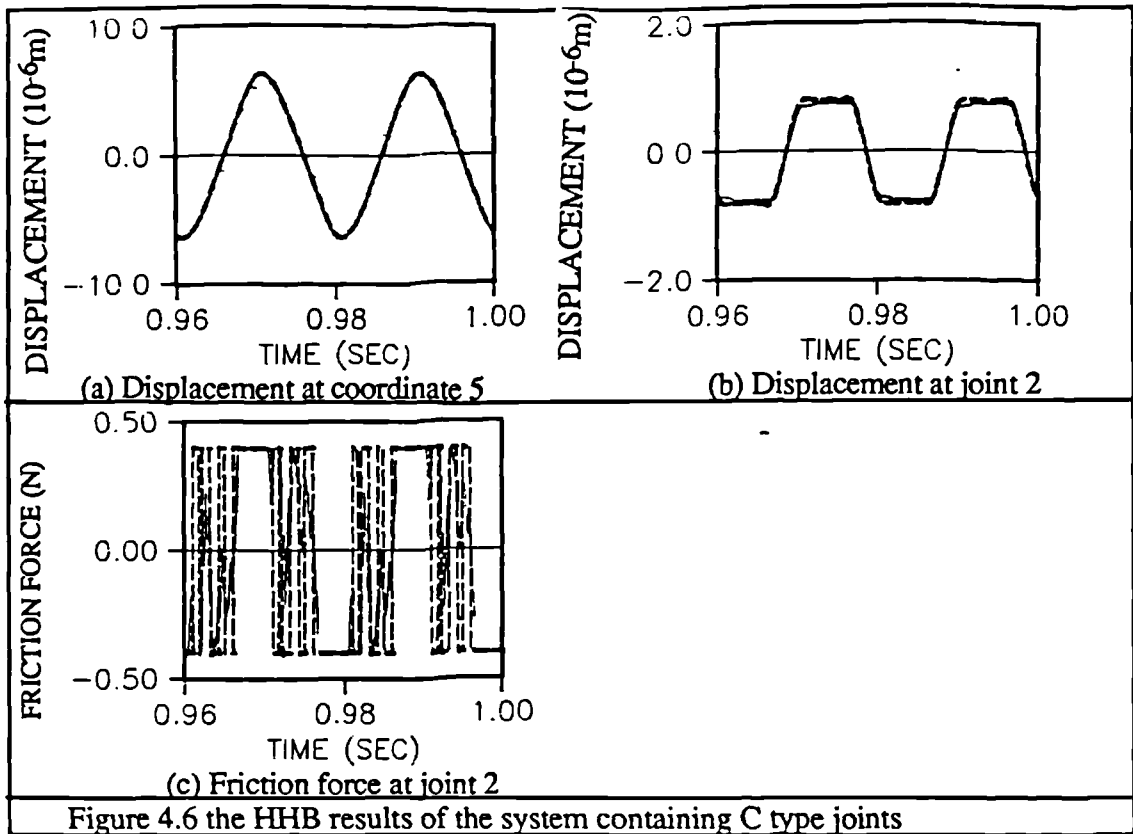 DISPLACEMENT (10-6m)
10 0
0.0
-10 0
0.96
0.98
1.00
TIME (SEC)
(a) Displacement at coordinate 5
DISPLACEMENT (10-6m)
2.0
0 0
-2.0
0.96
0.98
1.00
TIME (SEC)
(b) Displacement at joint 2
FRICTION FORCE (N)
0.50
0.00
-0.50
0.96
0.98
1.00
TIME (SEC)
(c) Friction force at joint 2
Figure 4.6 the HHB results of the system containing C type joints